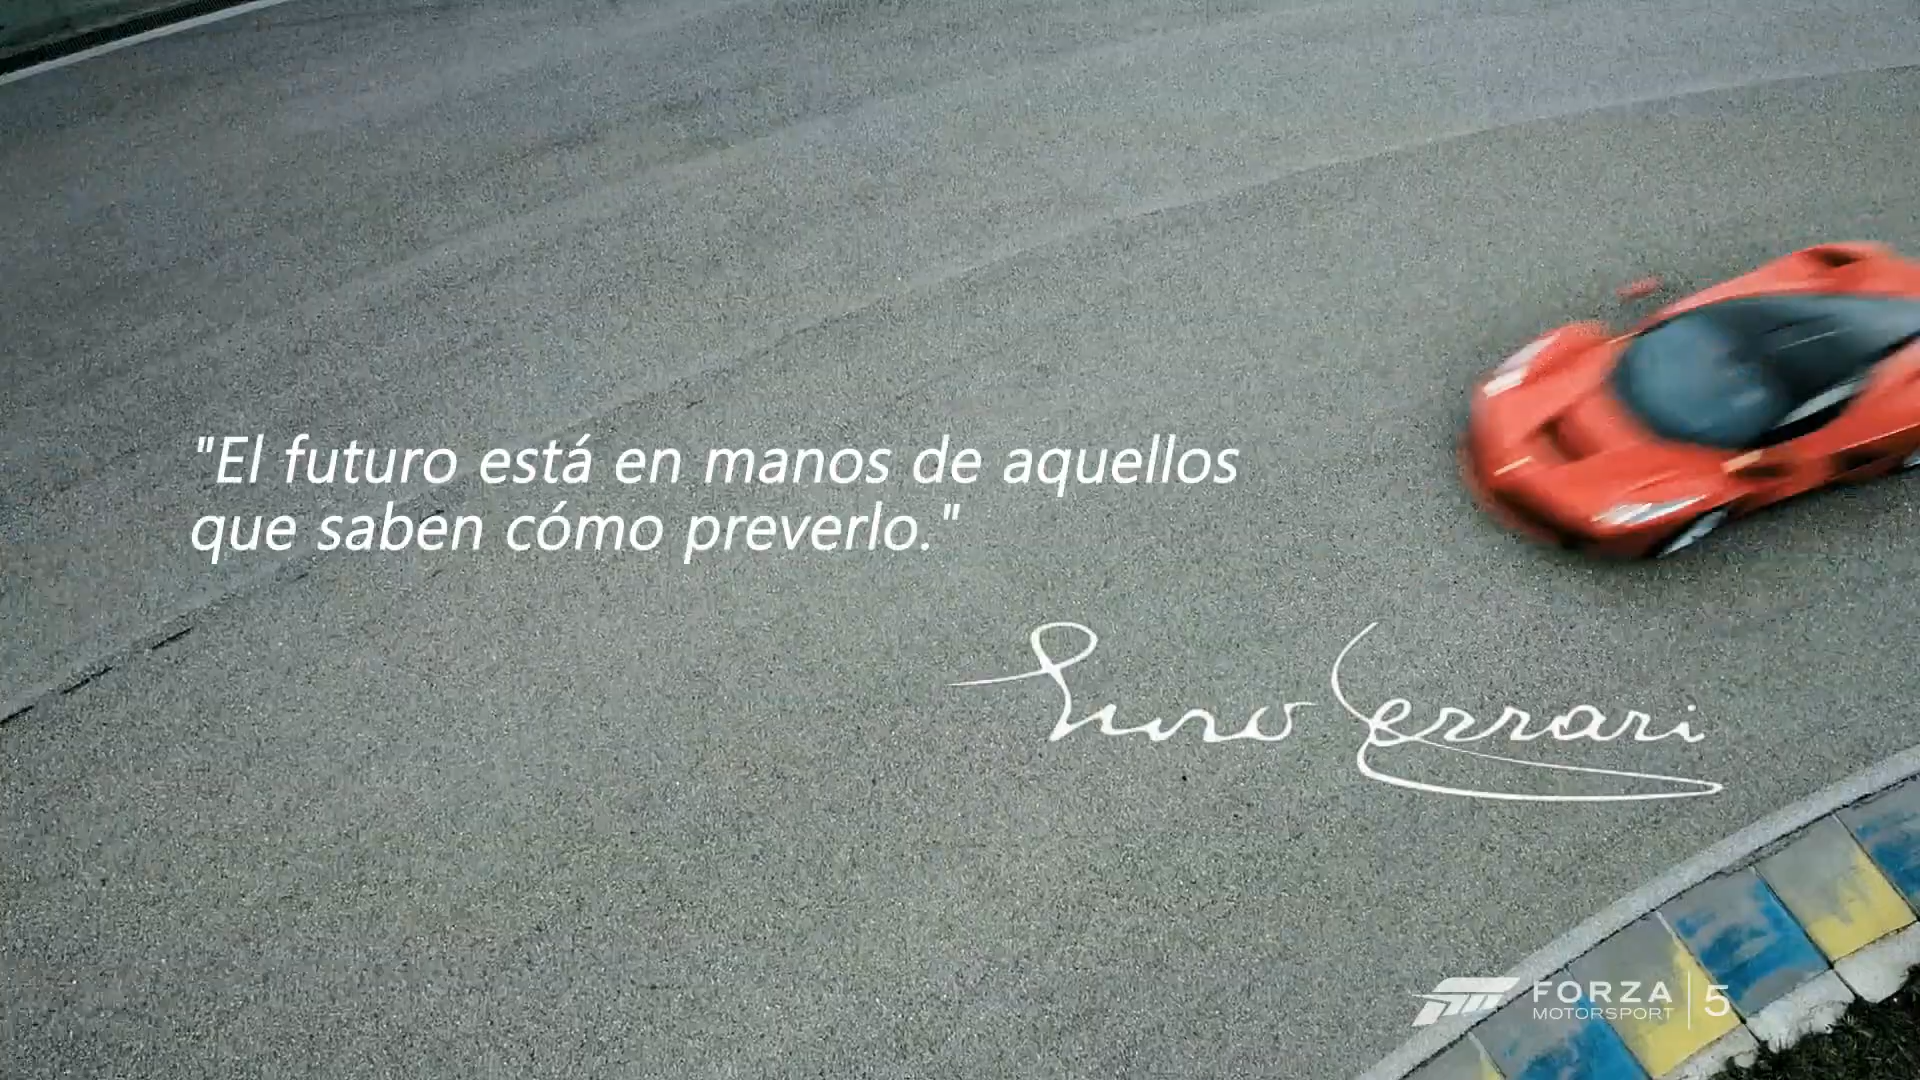 "El futuro está en manos de aquellos
que saben cómo preverlo."
Enzo Ferrari
FORZA
MOTORSPORT
5